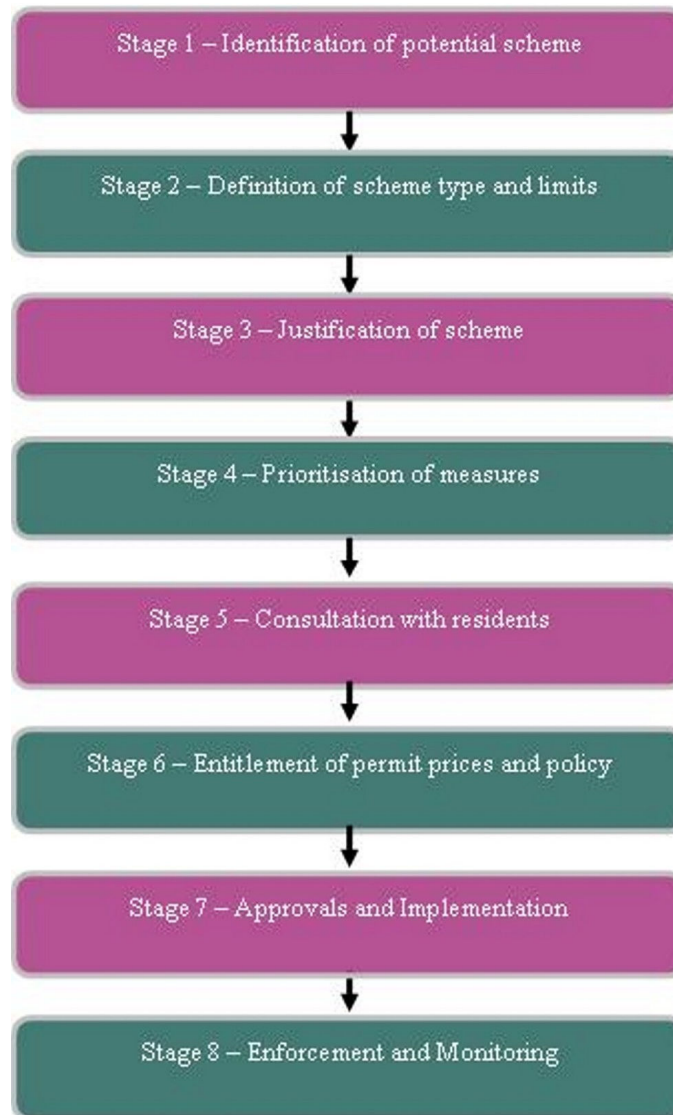 Stage 1 – Identification of potential scheme
Stage 2 – Definition of scheme type and limits
Stage 3 – Justification of scheme
Stage 4 – Prioritisation of measures
Stage 5 – Consultation with residents
Stage 6 – Entitlement of permit prices and policy
Stage 7 – Approvals and Implementation
Stage 8 – Enforcement and Monitoring